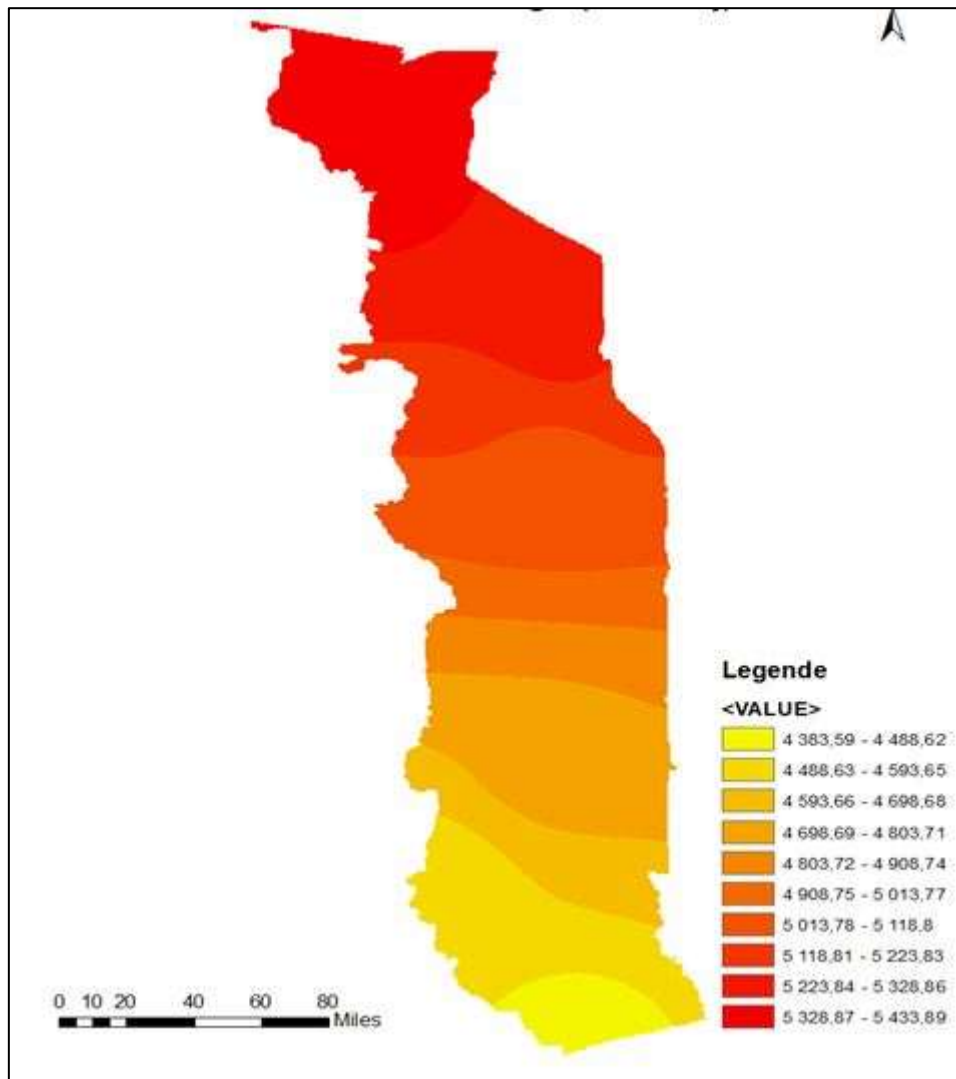 Legende
<VALUE>
4 383,59 - 4 488,62
4 488,63 - 4 593,65
4 593,66 - 4 698,68
4 698,69 - 4 803,71
4 803,72 - 4 908,74
4 908,75 - 5 013,77
5 013,78 - 5 118,8
5 118,81 - 5 223,83
5 223,84 - 5 328,86
5 328,87 - 5 433,89
0 10 20 40 60 80
Miles